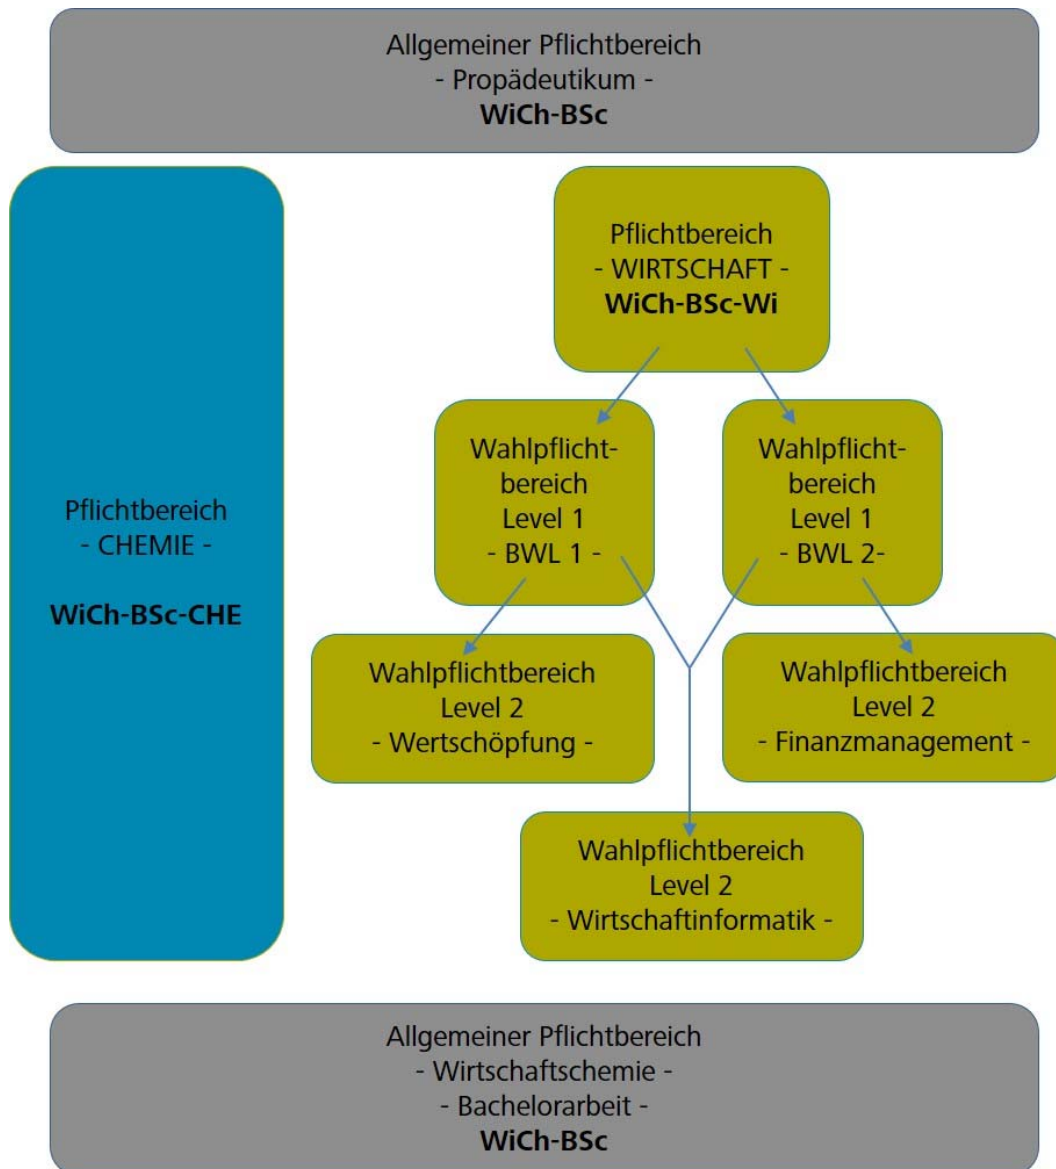 Allgemeiner Pflichtbereich
- Propädeutikum -
WiCh-BSc
Pflichtbereich
- WIRTSCHAFT -
WiCh-BSc-Wi
Wahlpflicht-
bereich
Level 1
- BWL 1 -
Wahlpflicht-
bereich
Level 1
- BWL 2-
Pflichtbereich
- CHEMIE -
WiCh-BSc-CHE
Wahlpflichtbereich
Level 2
- Wertschöpfung -
Wahlpflichtbereich
Level 2
- Finanzmanagement -
Wahlpflichtbereich
Level 2
- Wirtschaftinformatik -
Allgemeiner Pflichtbereich
- Wirtschaftschemie -
- Bachelorarbeit -
WiCh-BSc